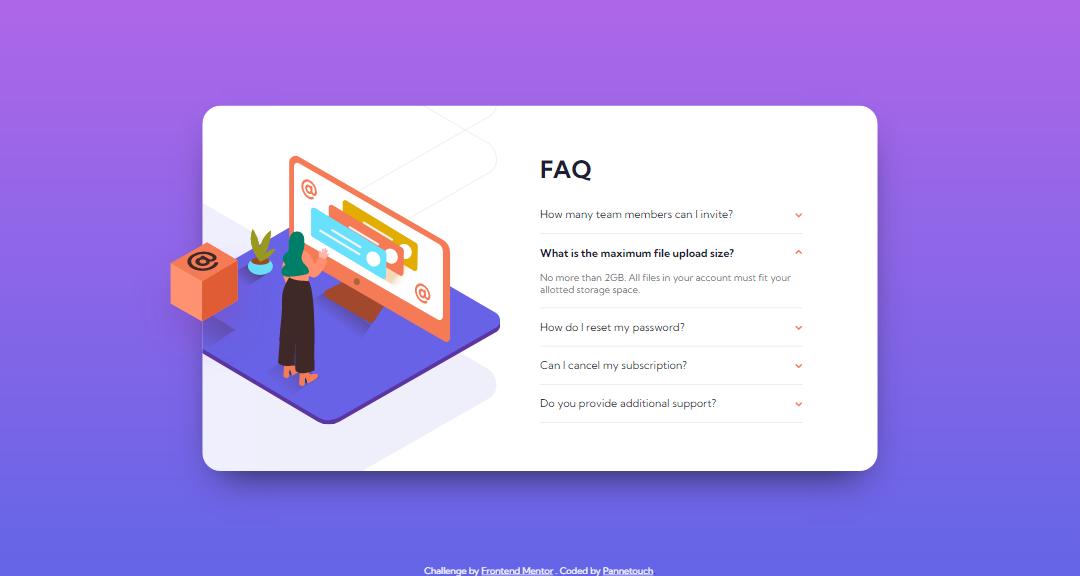 FAQ
How many team members can I invite?
What is the maximum file upload size?
No more than 2GB. All files in your account must fit your
allotted storage space.
How do I reset my password?
Can I cancel my subscription?
Do you provide additional support?
@
@
@
Challenge by Frontend Mentor . Coded by Pannetouch